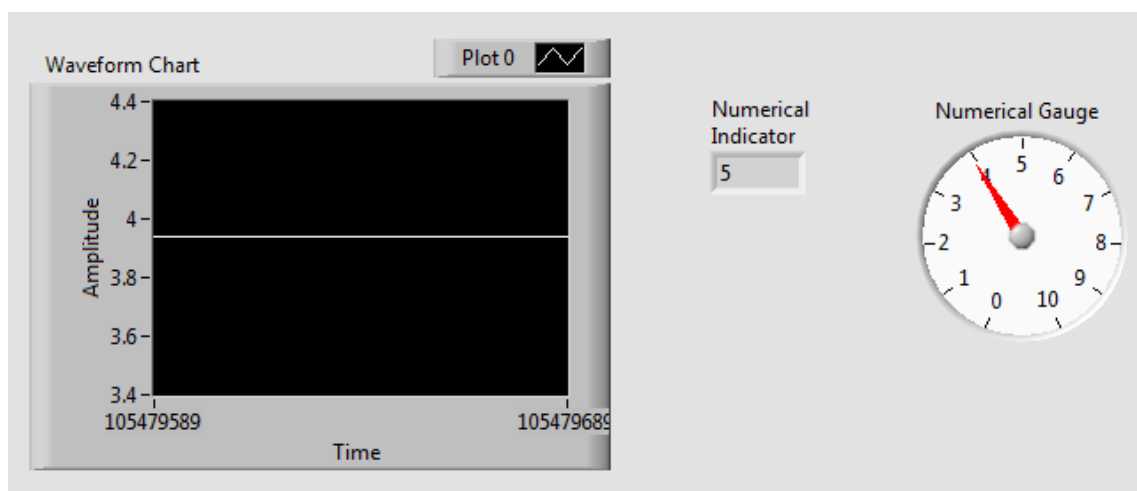 Plot 0
Waveform Chart
4.4
4.2
4
3.8
3.6
3.4
Amplitude
105479589
105479689
Time
Numerical
Indicator
5
Numerical Gauge
0
1
2
3
4
5
6
7
8
9
10